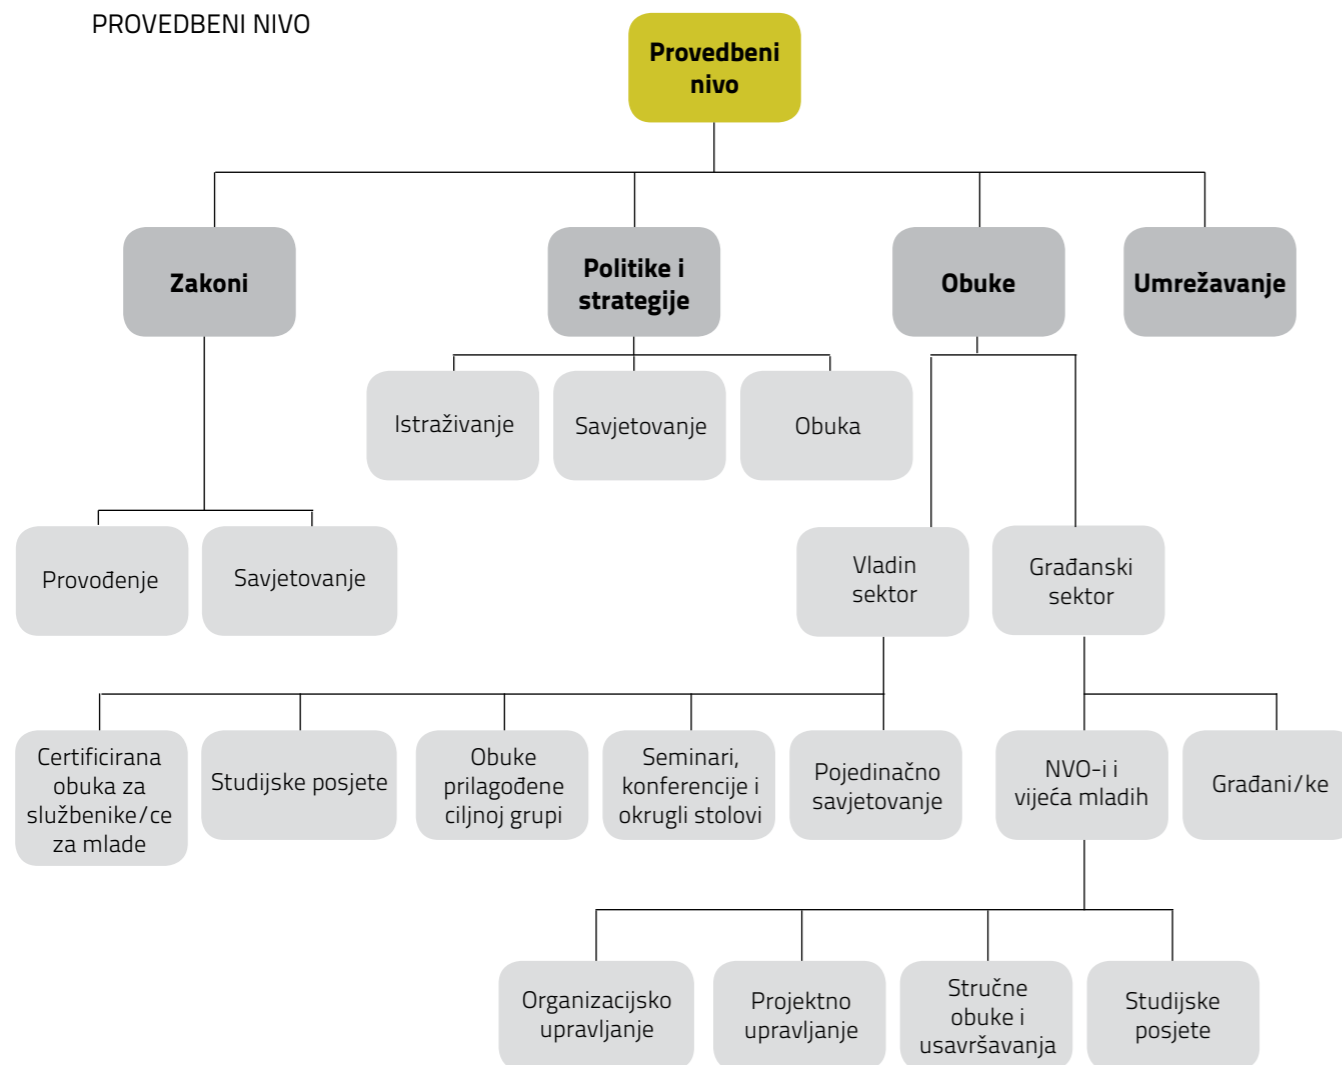 PROVEDBENI NIVO
Provedbeni
nivo
Zakoni
Politike i
strategije
Obuke
Umrežavanje
Istraživanje
Savjetovanje
Obuka
Provođenje
Savjetovanje
Vladin
sektor
Građanski
sektor
Certificirana
obuka za
službenike/ce
za mlade
Studijske posjete
Obuke
prilagođene
ciljnoj grupi
Seminari,
konferencije i
okrugli stolovi
Pojedinačno
savjetovanje
NVO-i i
vijeća mladih
Građani/ke
Organizacijsko
upravljanje
Projektno
upravljanje
Stručne
obuke i
usavršavanja
Studijske
posjete